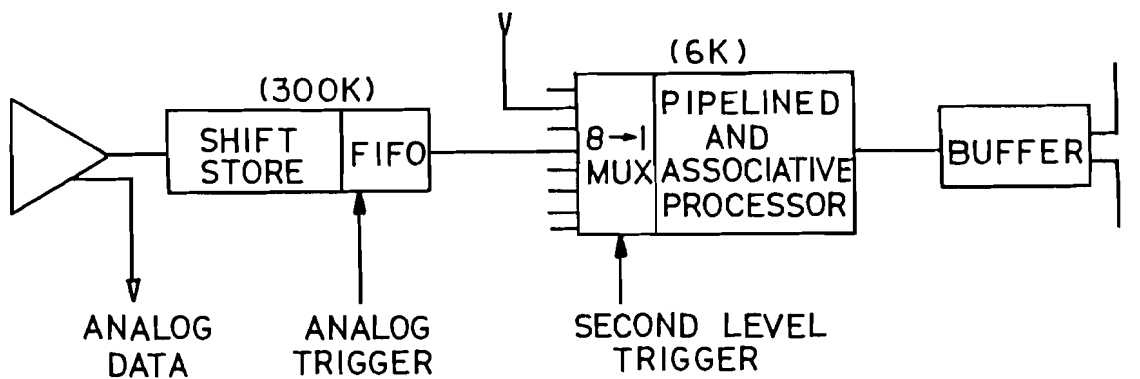 (300K)
SHIFT
STORE
FIFO
(6K)
8→1
MUX
PIPELINED
AND
ASSOCIATIVE
PROCESSOR
BUFFER
ANALOG
DATA
ANALOG
TRIGGER
SECOND LEVEL
TRIGGER